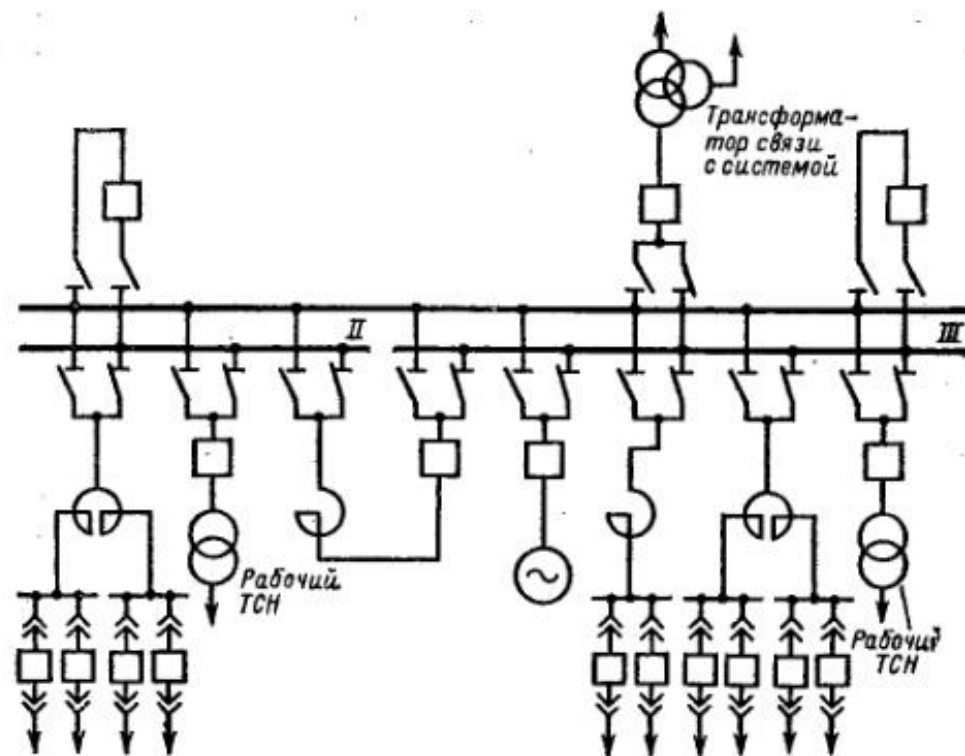 Трансформа-
тор связи
с системой
II
III
Рабочий
ТСН
Рабочий
ТСН